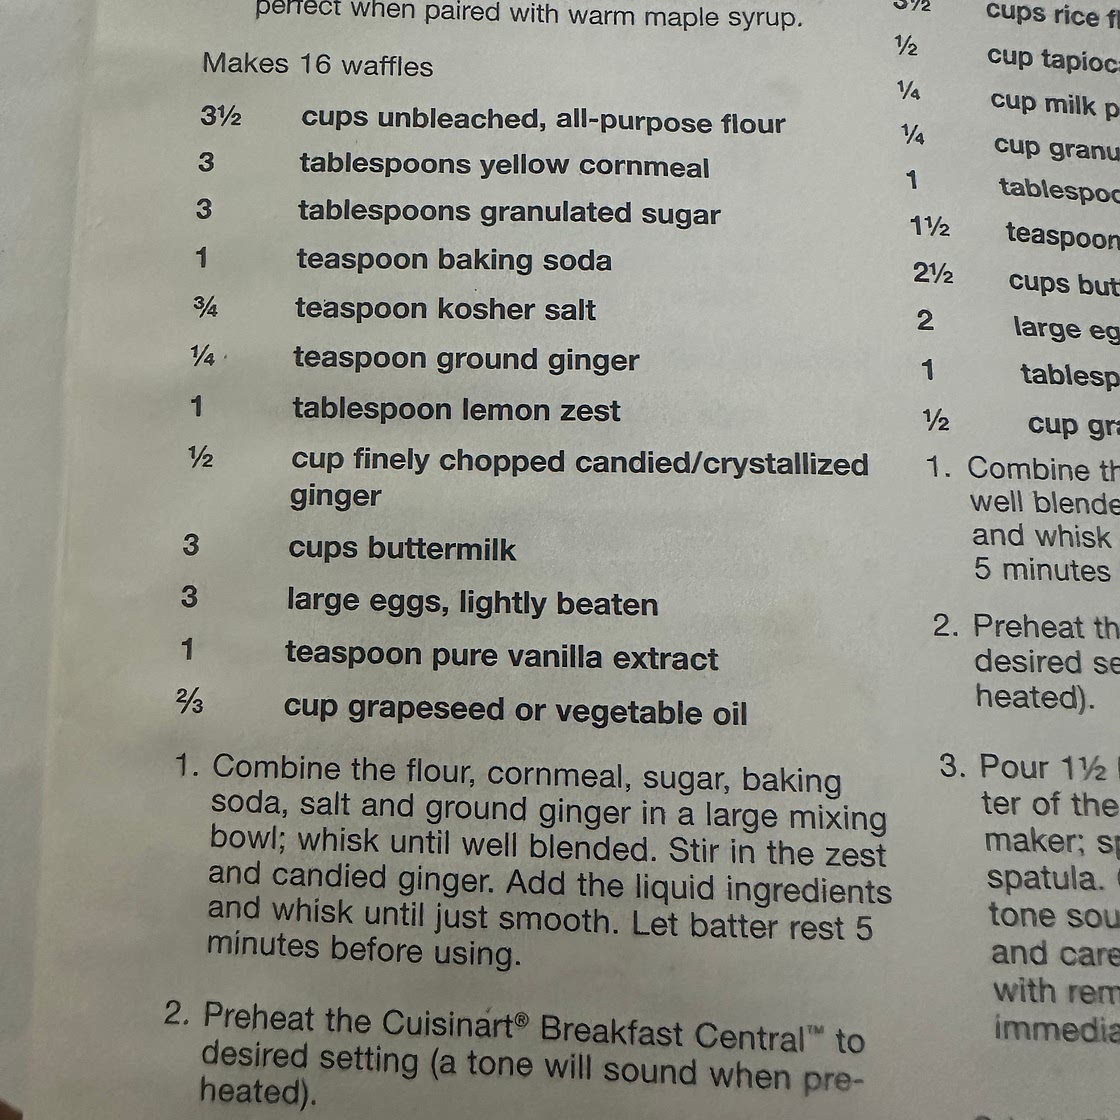 perfect when paired with warm maple syrup.
Makes 16 waffles
3½ cups unbleached, all-purpose flour
3 tablespoons yellow cornmeal
3 tablespoons granulated sugar
1 teaspoon baking soda
¾ teaspoon kosher salt
¼ teaspoon ground ginger
1 tablespoon lemon zest
½ cup finely chopped candied/crystallized
ginger
3 cups buttermilk
3 large eggs, lightly beaten
1 teaspoon pure vanilla extract
⅔ cup grapeseed or vegetable oil
1. Combine the flour, cornmeal, sugar, baking
soda, salt and ground ginger in a large mixing
bowl; whisk until well blended. Stir in the zest
and candied ginger. Add the liquid ingredients
and whisk until just smooth. Let batter rest 5
minutes before using.
2. Preheat the Cuisinart® Breakfast Central™ to
desired setting (a tone will sound when pre-
heated).
cups rice
½ cup
¼ cup milk
¼ cup
1
1½
2½ cups
2 large
1
½ cup
1. Combine
well
and whisk
5 minutes
2. Preheat
desired
heated).
3. Pour 1½
ter of the
maker;
spatula.
tone
and
with